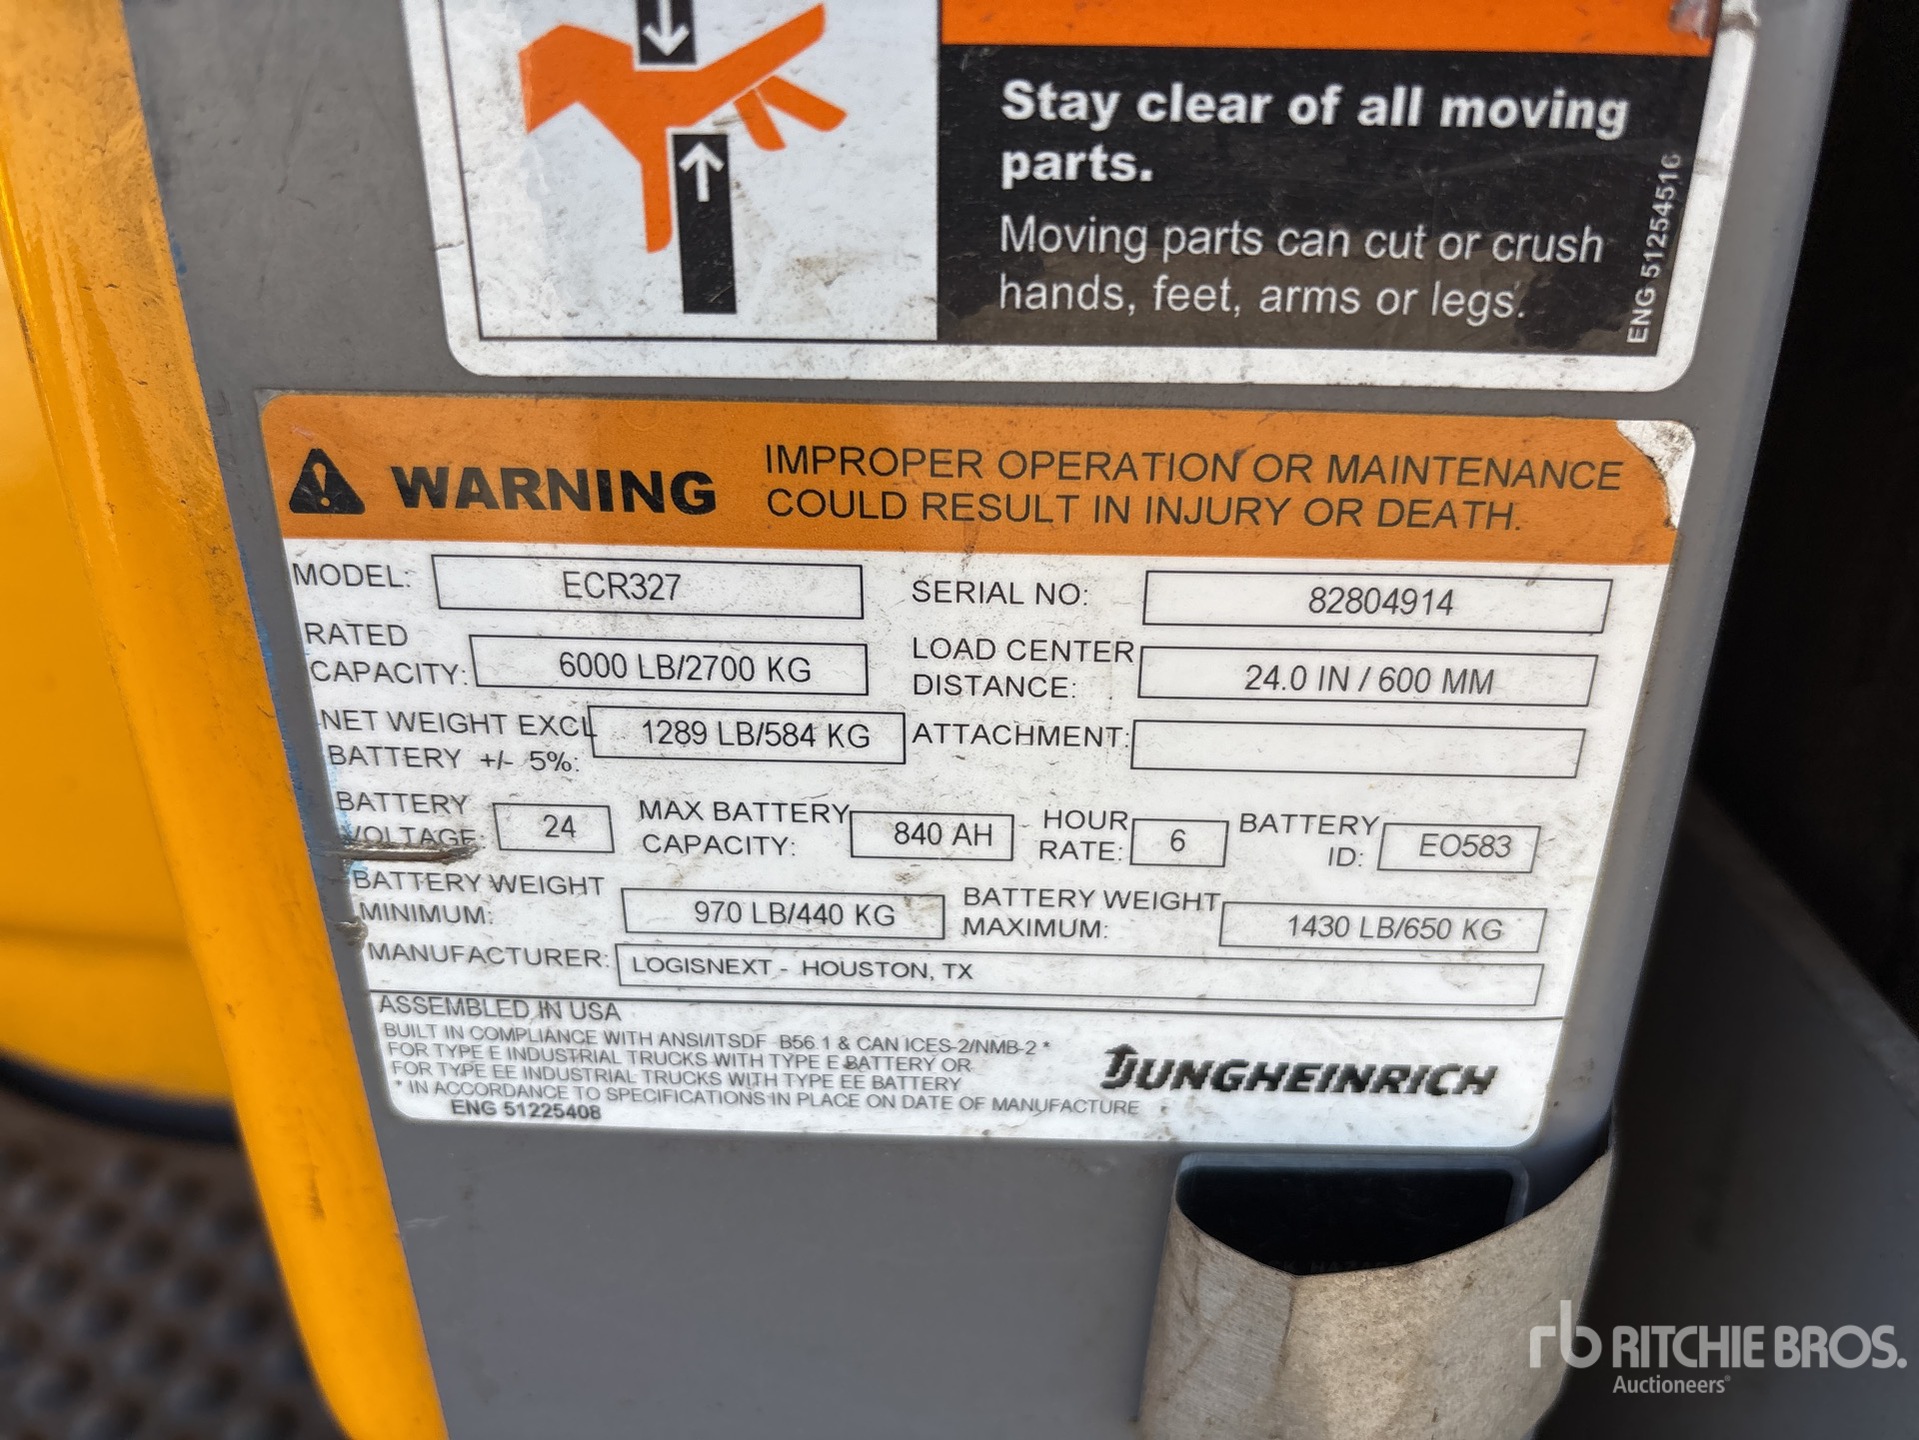 Stay clear of all moving
parts.
Moving parts can cut or crush
hands, feet, arms or legs.
ENG 51254516
WARNING
IMPROPER OPERATION OR MAINTENANCE
COULD RESULT IN INJURY OR DEATH.
MODEL: ECR327
SERIAL NO: 82804914
RATED
CAPACITY: 6000 LB/2700 KG
LOAD CENTER
DISTANCE: 24.0 IN / 600 MM
NET WEIGHT EXCL
BATTERY +/- 5%: 1289 LB/584 KG
ATTACHMENT:
BATTERY
VOLTAGE: 24
MAX BATTERY
CAPACITY: 840 AH
HOUR
RATE: 6
BATTERY
ID: EO583
BATTERY WEIGHT
MINIMUM: 970 LB/440 KG
BATTERY WEIGHT
MAXIMUM: 1430 LB/650 KG
MANUFACTURER: LOGISNEXT - HOUSTON, TX
ASSEMBLED IN USA
BUILT IN COMPLIANCE WITH ANSI/ITSDF B56.1 & CAN ICES-2/NMB-2 *
FOR TYPE E INDUSTRIAL TRUCKS WITH TYPE E BATTERY OR
FOR TYPE EE INDUSTRIAL TRUCKS WITH TYPE EE BATTERY
* IN ACCORDANCE TO SPECIFICATIONS IN PLACE ON DATE OF MANUFACTURE
ENG 51225408
JUNGHEINRICH
rb RITCHIE BROS.
Auctioneers